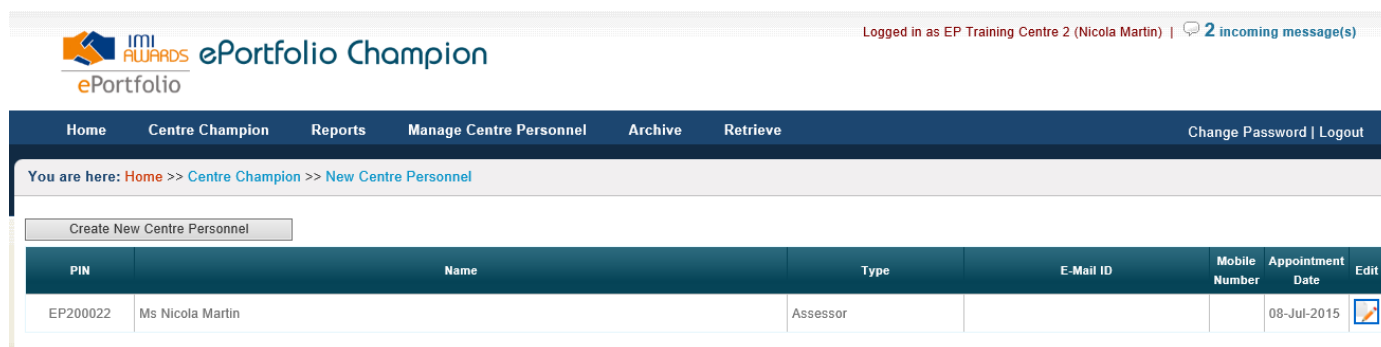 Logged in as EP Training Centre 2 (Nicola Martin) | 2 incoming message(s)
IMI AWARDS ePortfolio Champion
ePortfolio
Home Centre Champion Reports Manage Centre Personnel Archive Retrieve Change Password | Logout
You are here: Home >> Centre Champion >> New Centre Personnel
Create New Centre Personnel
PIN Name Type E-Mail ID Mobile Number Appointment Date Edit
EP200022 Ms Nicola Martin Assessor 08-Jul-2015